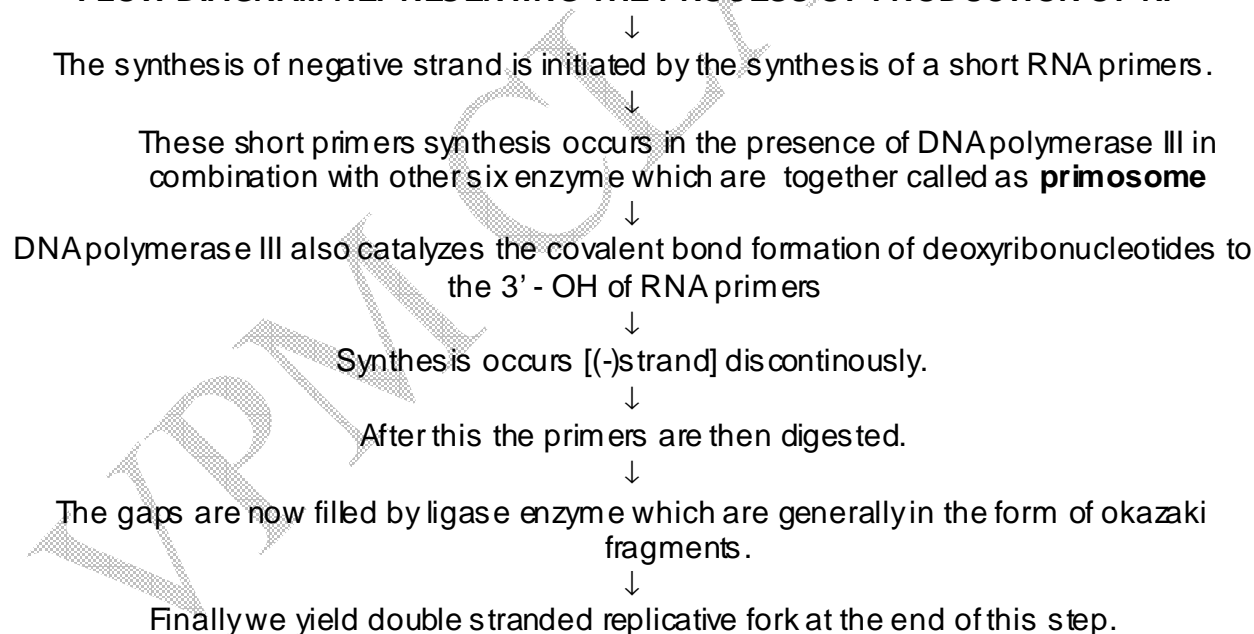 ↓
The synthesis of negative strand is initiated by the synthesis of a short RNA primers.
↓
These short primers synthesis occurs in the presence of DNA polymerase III in
combination with other six enzyme which are together called as primosome
↓
DNA polymerase III also catalyzes the covalent bond formation of deoxyribonucleotides to
the 3’ - OH of RNA primers
↓
Synthesis occurs [(-)strand] discontinously.
↓
After this the primers are then digested.
↓
The gaps are now filled by ligase enzyme which are generally in the form of okazaki
fragments.
↓
Finally we yield double stranded replicative fork at the end of this step.
VPM